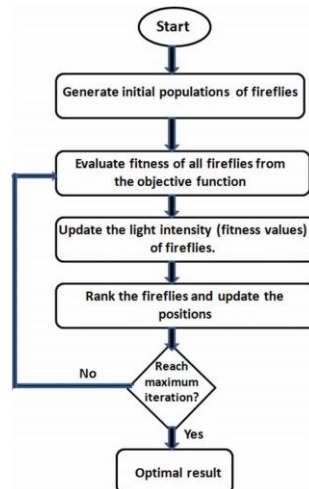 Start
Generate initial populations of fireflies
Evaluate fitness of all fireflies from
the objective function
Update the light intensity (fitness values)
of fireflies.
Rank the fireflies and update the
positions
Reach
maximum
iteration?
No
Yes
Optimal result